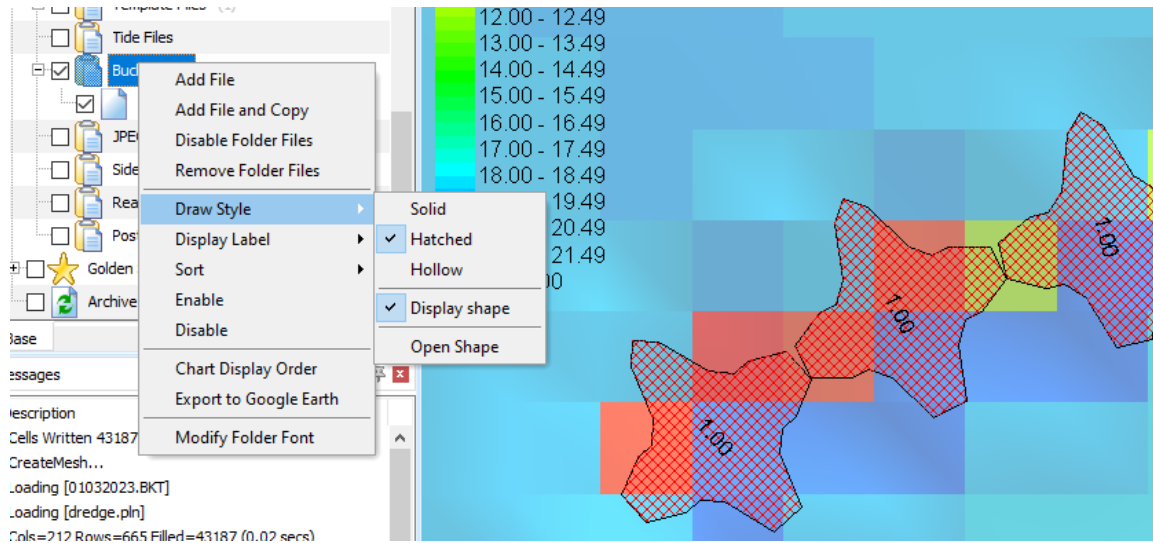 Template Files (1)
Tide Files
Add File
Add File and Copy
Disable Folder Files
Remove Folder Files
Draw Style
Display Label
Sort
Enable
Disable
Chart Display Order
Export to Google Earth
Modify Folder Font
Solid
Hatched
Hollow
Display shape
Open Shape
JPE
Side
Rea
Pos
Golden
Archive
Description
Cells Written 43187
CreateMesh...
Loading [01032023.BKT]
Loading [dredge.pln]
Cols=212 Rows=665 Filled=43187 (0.02 secs)
12.00 - 12.49
13.00 - 13.49
14.00 - 14.49
15.00 - 15.49
16.00 - 16.49
17.00 - 17.49
18.00 - 18.49
19.49
20.49
21.49
00
1.00
1.00
1.00